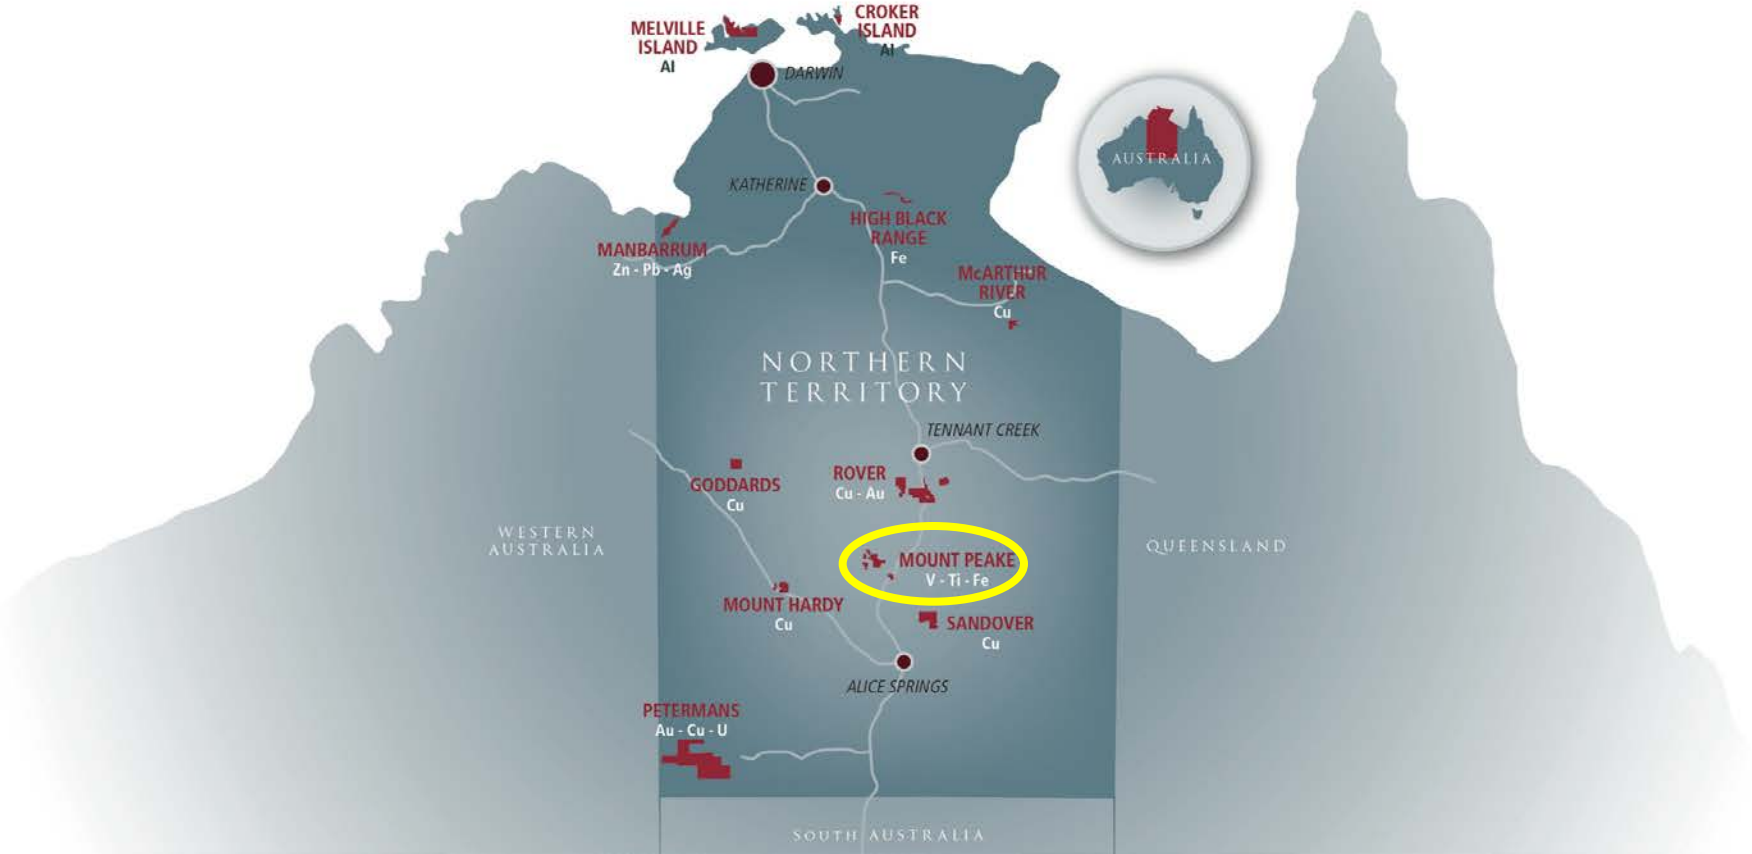 MELVILLE
ISLAND
Al
CROKER
ISLAND
Al
DARWIN
AUSTRALIA
KATHERINE
HIGH BLACK
RANGE
Fe
MANBARRUM
Zn - Pb - Ag
McARTHUR
RIVER
Cu
NORTHERN
TERRITORY
TENNANT CREEK
GODDARDS
Cu
ROVER
Cu - Au
WESTERN
AUSTRALIA
QUEENSLAND
MOUNT PEAKE
V - Ti - Fe
MOUNT HARDY
Cu
SANDOVER
Cu
ALICE SPRINGS
PETERMANS
Au - Cu - U
SOUTH AUSTRALIA